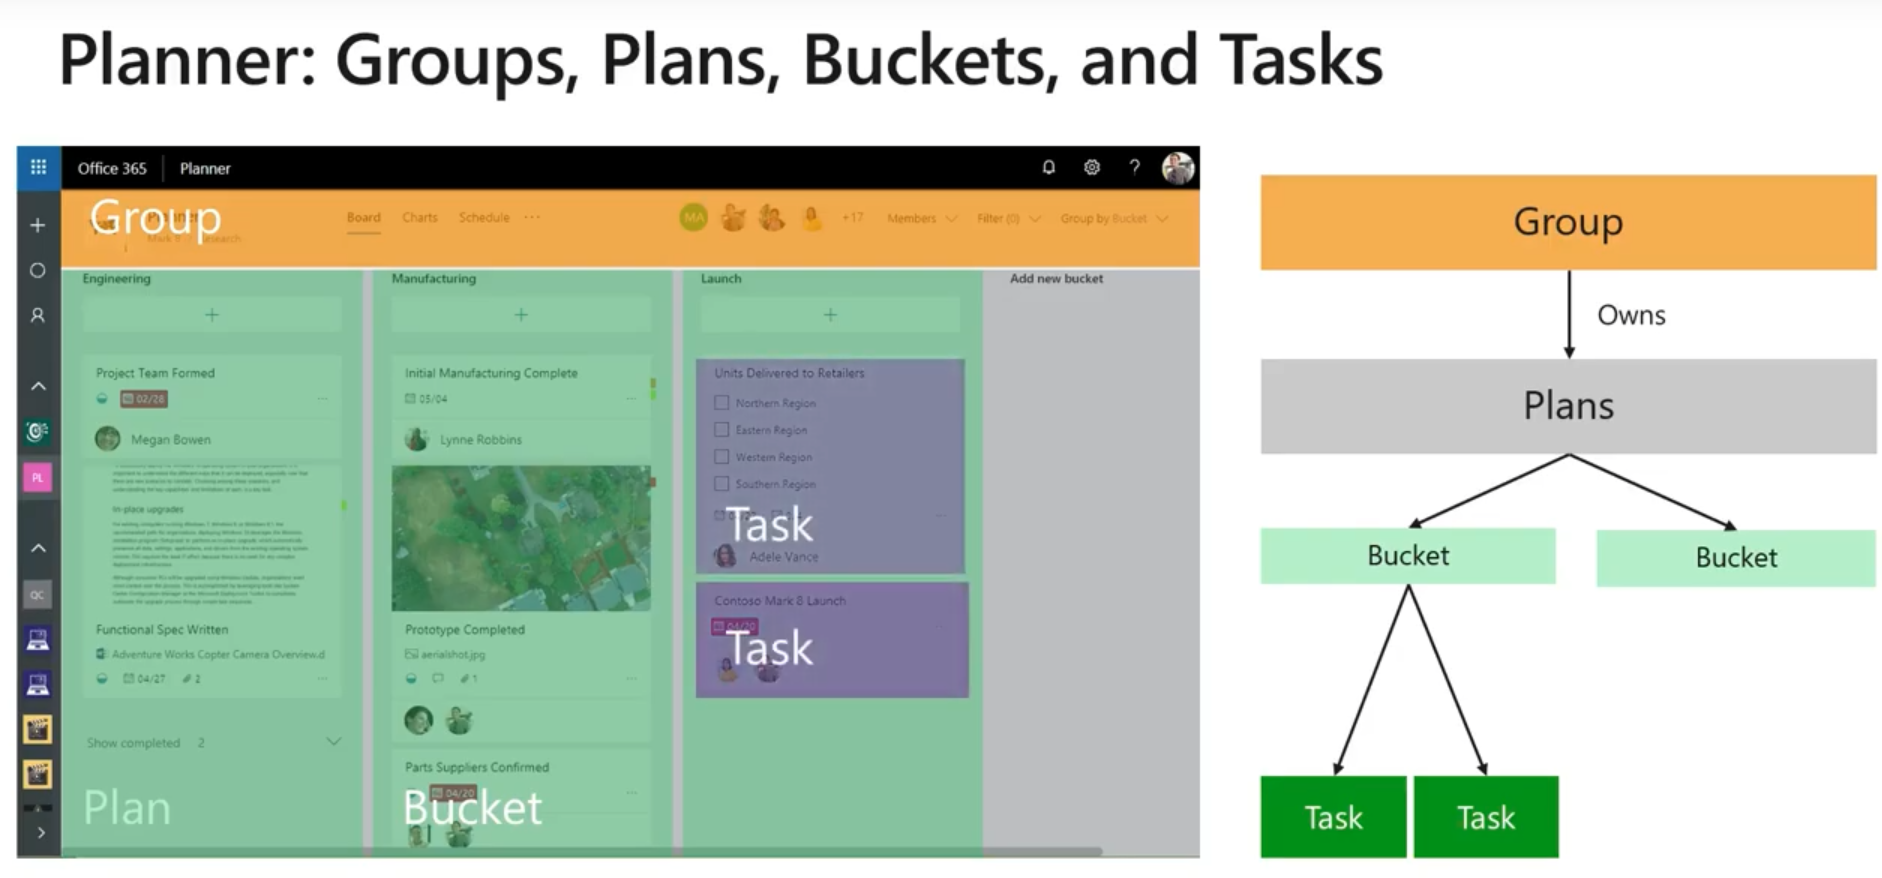 Planner: Groups, Plans, Buckets, and Tasks
Office 365
Planner
Group
Board
Charts
Schedule
MA
+17
Members
Filter (0)
Group by Bucket
Engineering
Project Team Formed
02/28
Megan Bowen
In-place upgrades
Functional Spec Written
Adventure Works Copter Camera Overview.d
04/27
2
Show completed 2
Plan
Manufacturing
Initial Manufacturing Complete
05/04
Lynne Robbins
Prototype Completed
aerialshot.jpg
1
Parts Suppliers Confirmed
04/20
Bucket
Launch
Units Delivered to Retailers
Northern Region
Eastern Region
Western Region
Southern Region
Task
Adele Vance
Contoso Mark 8 Launch
04/20
Task
Add new bucket
PL
QC
Group
Owns
Plans
Bucket
Bucket
Task
Task